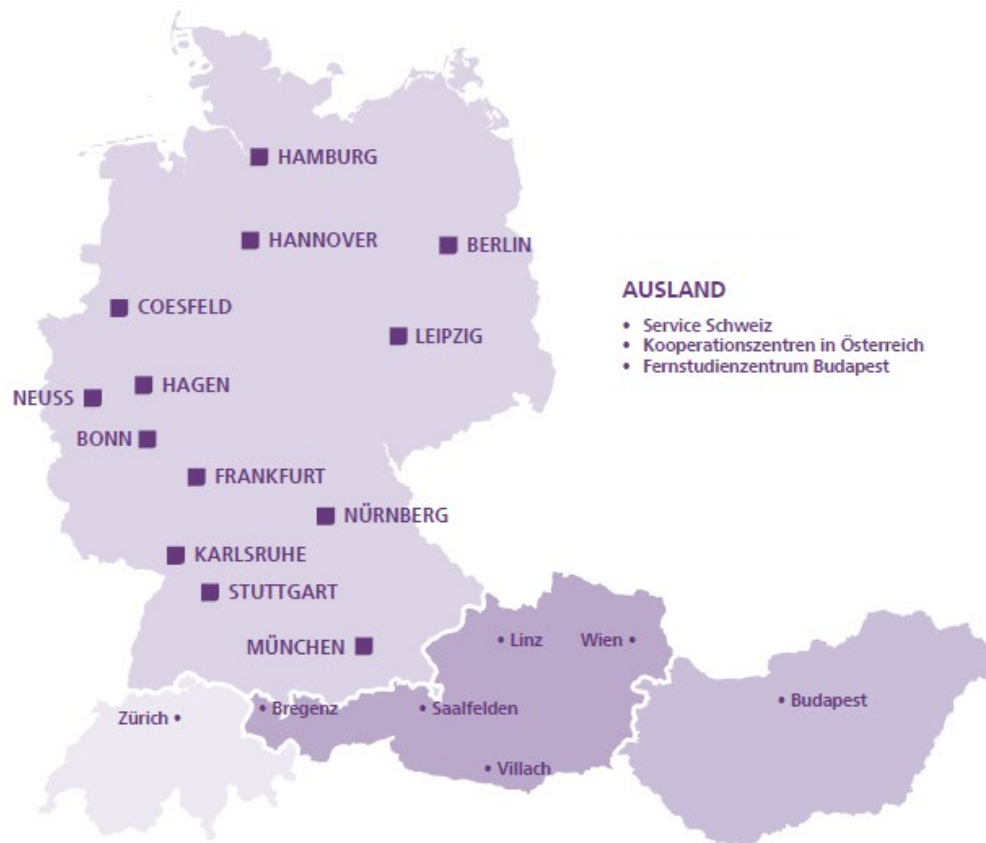 HAMBURG
HANNOVER
BERLIN
AUSLAND
• Service Schweiz
• Kooperationszentren in Österreich
• Fernstudienzentrum Budapest
COESFELD
LEIPZIG
HAGEN
NEUSS
BONN
FRANKFURT
NÜRNBERG
KARLSRUHE
STUTTGART
MÜNCHEN
• Linz
Wien •
• Budapest
Zürich •
• Bregenz
• Saalfelden
• Villach